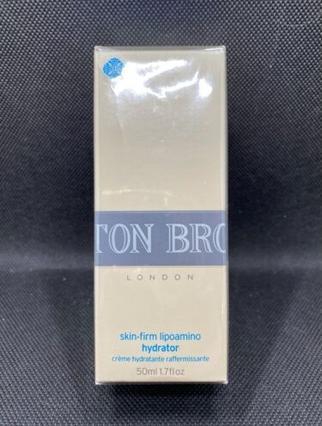 TON BRO
LONDON
skin-firm lipoamino
hydrator
crème hydratante raffermissante
50ml 1.7fl oz